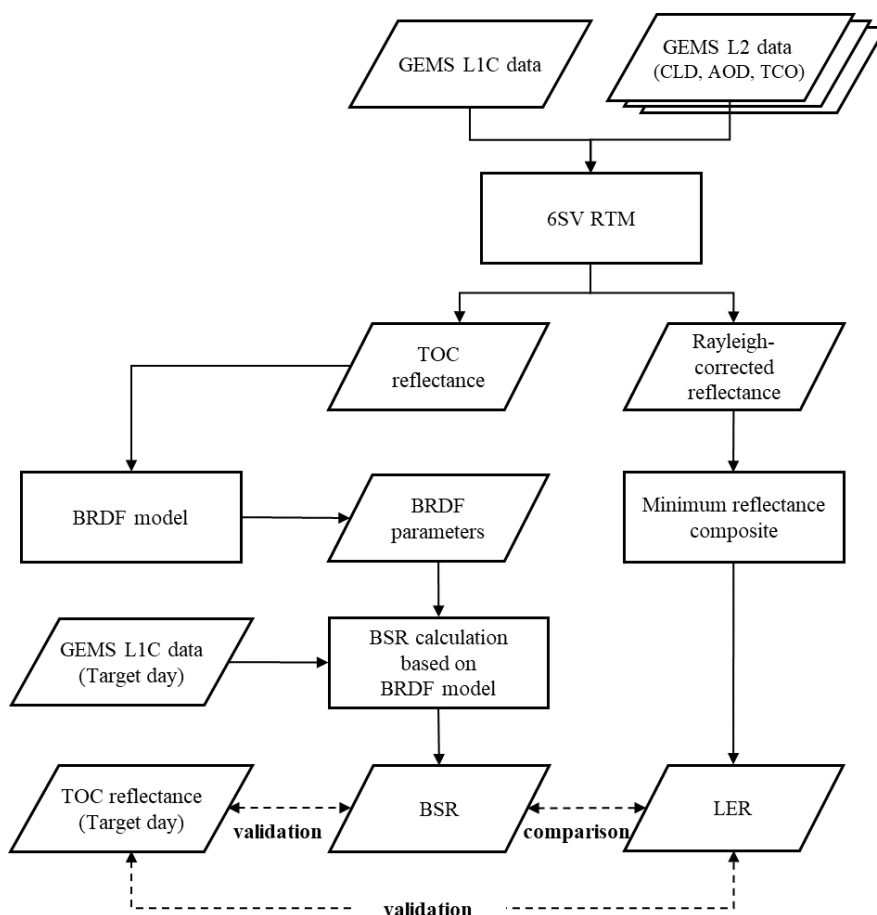 GEMS L1C data
GEMS L2 data
(CLD, AOD, TCO)
6SV RTM
TOC
reflectance
Rayleigh-
corrected
reflectance
BRDF model
BRDF
parameters
Minimum reflectance
composite
GEMS L1C data
(Target day)
BSR calculation
based on
BRDF model
TOC reflectance
(Target day)
validation
BSR
comparison
LER
validation